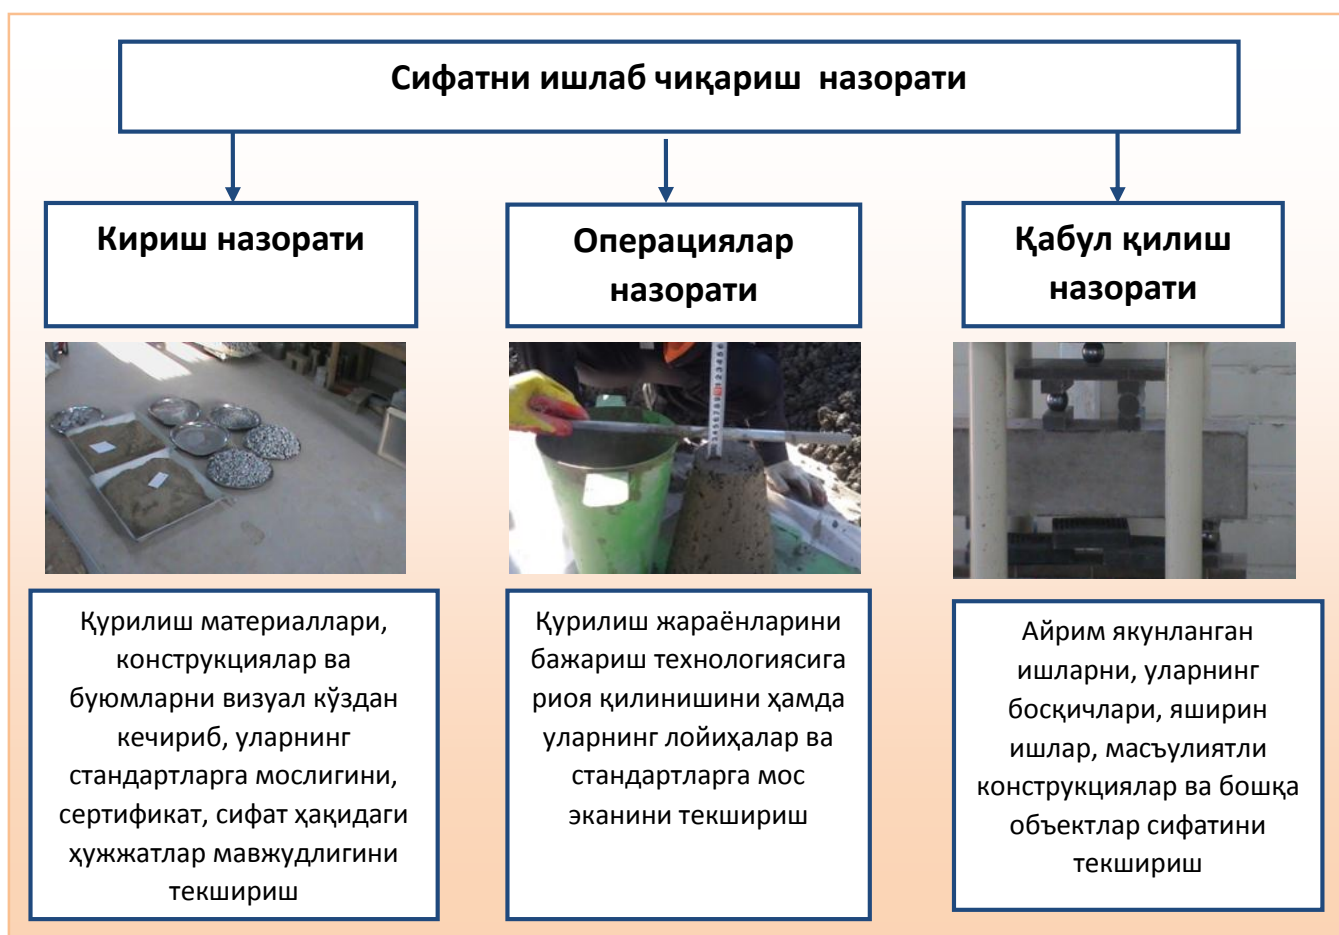 Сифатни ишлаб чиқариш назорати
Кириш назорати
Операциялар
назорати
Қабул қилиш
назорати
Қурилиш материаллари,
конструкциялар ва
буюмларни визуал кўздан
кечириб, уларнинг
стандартларга мослигини,
сертификат, сифат ҳақидаги
ҳужжатлар мавжудлигини
текшириш
Қурилиш жараёнларини
бажариш технологиясига
риоя қилинишини ҳамда
уларнинг лойиҳалар ва
стандартларга мос
эканини текшириш
Айрим якунланган
ишларни, уларнинг
босқичлари, яширин
ишлар, масъулиятли
конструкциялар ва бошқа
объектлар сифатини
текшириш